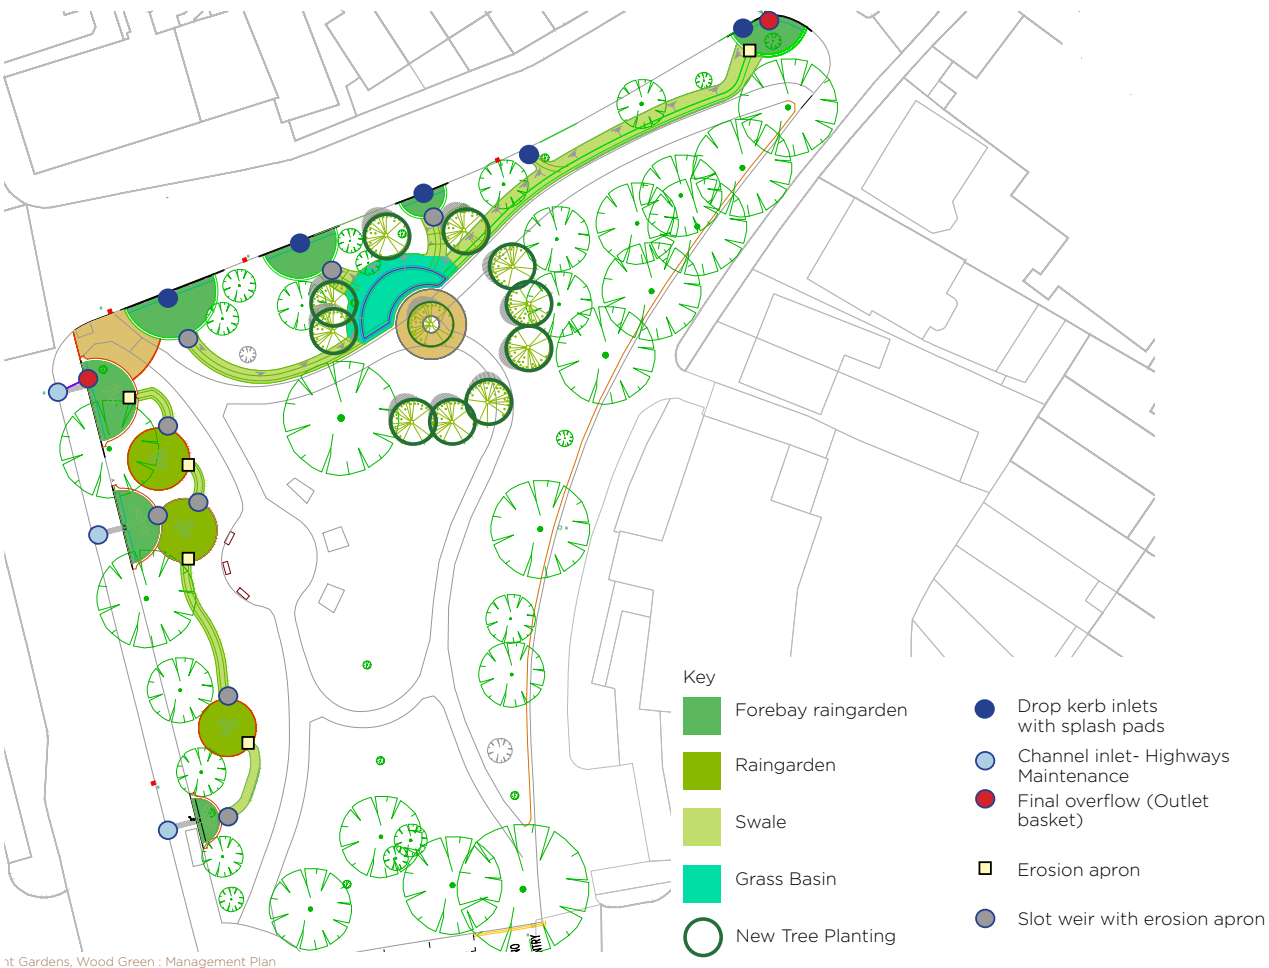 Key
Forebay raingarden
Raingarden
Swale
Grass Basin
New Tree Planting
Drop kerb inlets
with splash pads
Channel inlet- Highways
Maintenance
Final overflow (Outlet
basket)
Erosion apron
Slot weir with erosion apron
Gardens, Wood Green : Management Plan